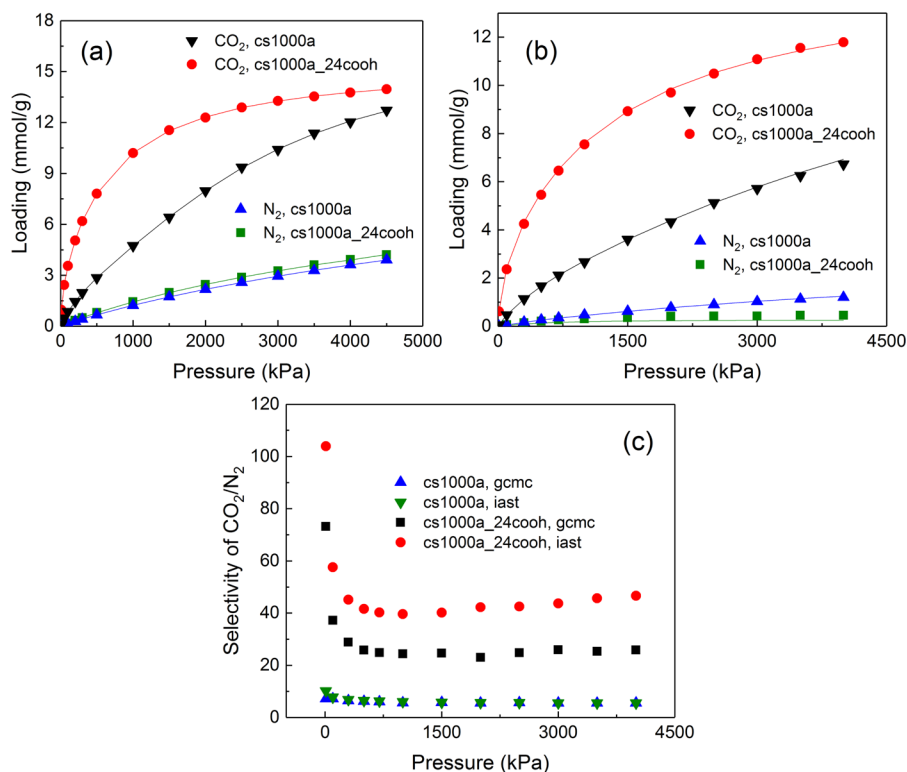 (a)
CO₂, cs1000a
CO₂, cs1000a_24cooh
N₂, cs1000a
N₂, cs1000a_24cooh
Loading (mmol/g)
18
15
12
9
6
3
0
0 1000 2000 3000 4000 5000
Pressure (kPa)
(b)
CO₂, cs1000a
CO₂, cs1000a_24cooh
N₂, cs1000a
N₂, cs1000a_24cooh
Loading (mmol/g)
12
10
8
6
4
2
0
0 1500 3000 4500
Pressure (kPa)
(c)
cs1000a, gcmc
cs1000a, iast
cs1000a_24cooh, gcmc
cs1000a_24cooh, iast
Selectivity of CO₂/N₂
120
100
80
60
40
20
0
0 1500 3000 4500
Pressure (kPa)